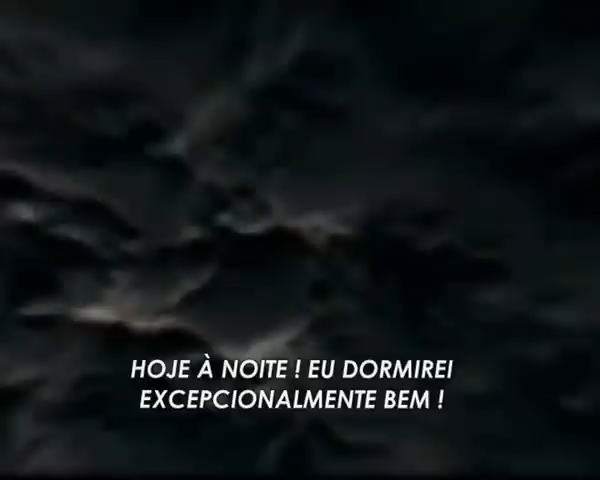 HOJE À NOITE ! EU DORMIREI
EXCEPCIONALMENTE BEM !